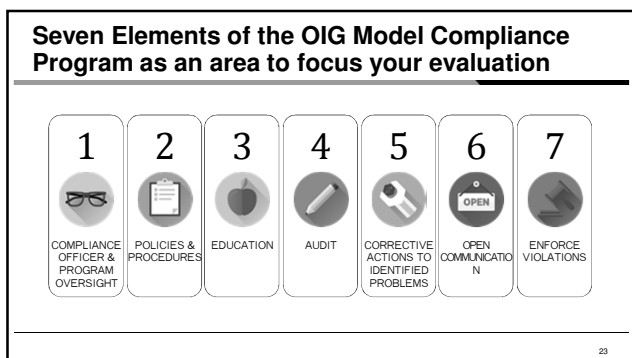 Seven Elements of the OIG Model Compliance
Program as an area to focus your evaluation
1
COMPLIANCE
OFFICER &
PROGRAM
OVERSIGHT
2
POLICIES &
PROCEDURES
3
EDUCATION
4
AUDIT
5
CORRECTIVE
ACTIONS TO
IDENTIFIED
PROBLEMS
6
OPEN
OPEN
COMMUNICATIO
N
7
ENFORCE
VIOLATIONS
23